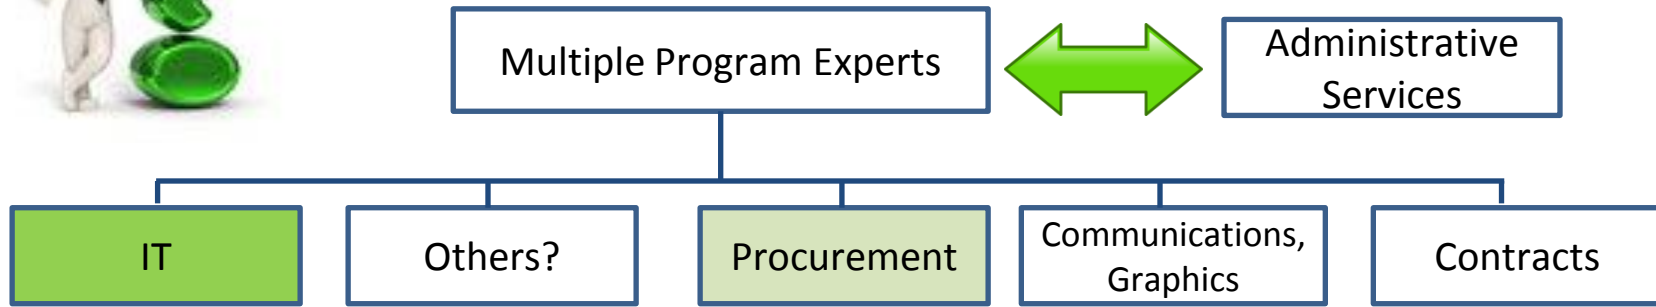 Multiple Program Experts
Administrative
Services
IT
Others?
Procurement
Communications,
Graphics
Contracts